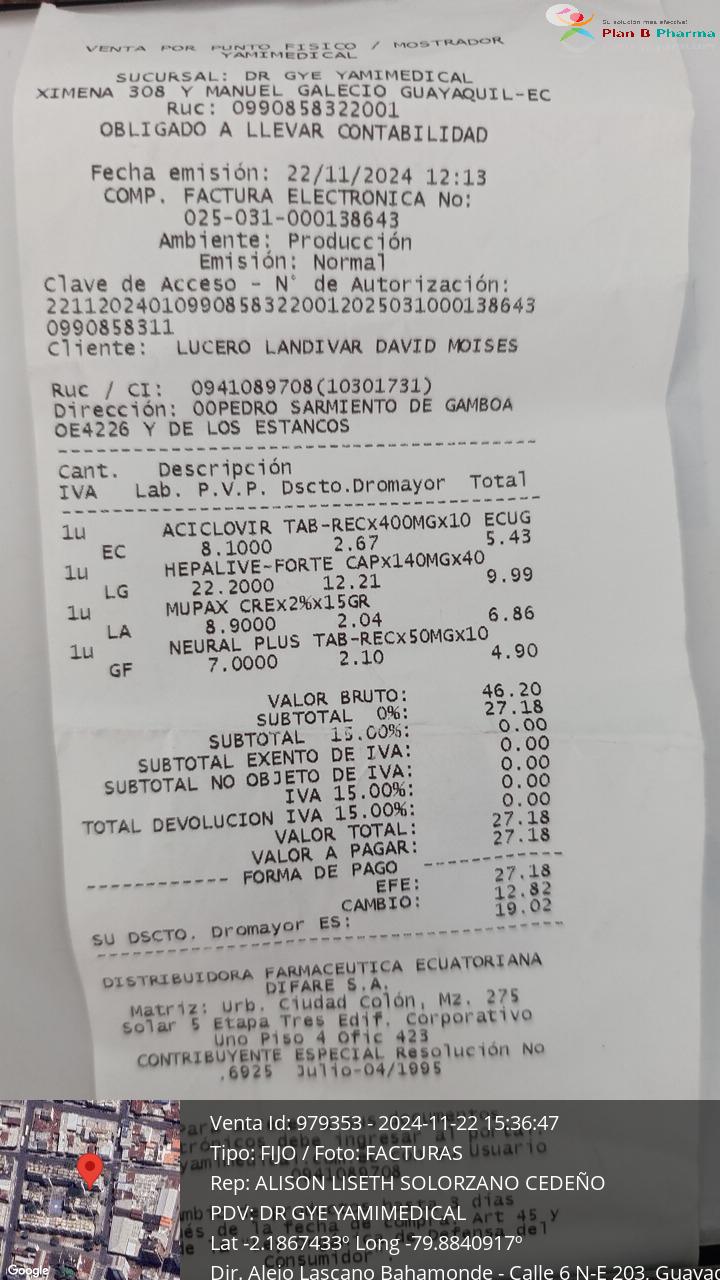 Su solución más efectiva!
Plan B Pharma
VENTA POR PUNTO FISICO / MOSTRADOR
YAMIMEDICAL
SUCURSAL: DR GYE YAMIMEDICAL
XIMENA 308 Y MANUEL GALECIO GUAYAQUIL-EC
Ruc: 0990858322001
OBLIGADO A LLEVAR CONTABILIDAD
Fecha emisión: 22/11/2024 12:13
COMP. FACTURA ELECTRONICA No:
025-031-000138643
Ambiente: Producción
Emisión: Normal
Clave de Acceso - N° de Autorización:
221120240109908583220012025031000138643
0990858311
Cliente: LUCERO LANDIVAR DAVID MOISES
Ruc / CI: 0941089708(10301731)
Dirección: OOPEDRO SARMIENTO DE GAMBOA
OE4226 Y DE LOS ESTANCOS
Cant. Descripción
IVA Lab. P.V.P. Dscto.Dromayor Total
1u ACICLOVIR TAB-RECx400MGx10 ECUG
EC 8.1000 2.67 5.43
1u HEPALIVE-FORTE CAPx140MGx40
LG 22.2000 12.21 9.99
1u MUPAX CREx2%x15GR
LA 8.9000 2.04 6.86
1u NEURAL PLUS TAB-RECx50MGx10
GF 7.0000 2.10 4.90
VALOR BRUTO: 46.20
SUBTOTAL 0%: 27.18
SUBTOTAL 15.00%: 0.00
SUBTOTAL EXENTO DE IVA: 0.00
SUBTOTAL NO OBJETO DE IVA: 0.00
IVA 15.00%: 0.00
TOTAL DEVOLUCION IVA 15.00%: 0.00
VALOR TOTAL: 27.18
VALOR A PAGAR: 27.18
------------ FORMA DE PAGO ------------
EFE: 27.18
CAMBIO: 12.82
SU DSCTO. Dromayor ES: 19.02
DISTRIBUIDORA FARMACEUTICA ECUATORIANA
DIFARE S.A.
Matriz: Urb. Ciudad Colón, Mz. 275
Solar 5 Etapa Tres Edif. Corporativo
Uno Piso 4 Ofic 423
CONTRIBUYENTE ESPECIAL Resolución No
.6925 Julio-04/1995
Venta Id: 979353 - 2024-11-22 15:36:47
Tipo: FIJO / Foto: FACTURAS
Rep: ALISON LISETH SOLORZANO CEDEÑO
PDV: DR GYE YAMIMEDICAL
Lat -2.1867433º Long -79.8840917º
Dir. Alejo Lascano Bahamonde - Calle 6 N-E 203, Guayaq
Google